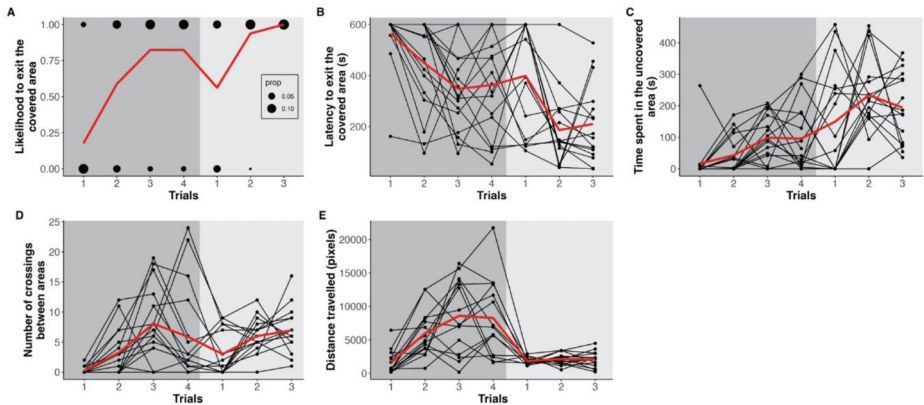 A
Likelihood to exit the
covered area
1.00
0.75
0.50
0.25
0.00
prop
0.05
0.10
1 2 3 4 1 2 3
Trials
B
Latency to exit the
covered area (s)
600
400
200
1 2 3 4 1 2 3
Trials
C
Time spent in the uncovered
area (s)
400
300
200
100
0
1 2 3 4 1 2 3
Trials
D
Number of crossings
between areas
25
20
15
10
5
0
1 2 3 4 1 2 3
Trials
E
Distance travelled (pixels)
20000
15000
10000
5000
0
1 2 3 4 1 2 3
Trials